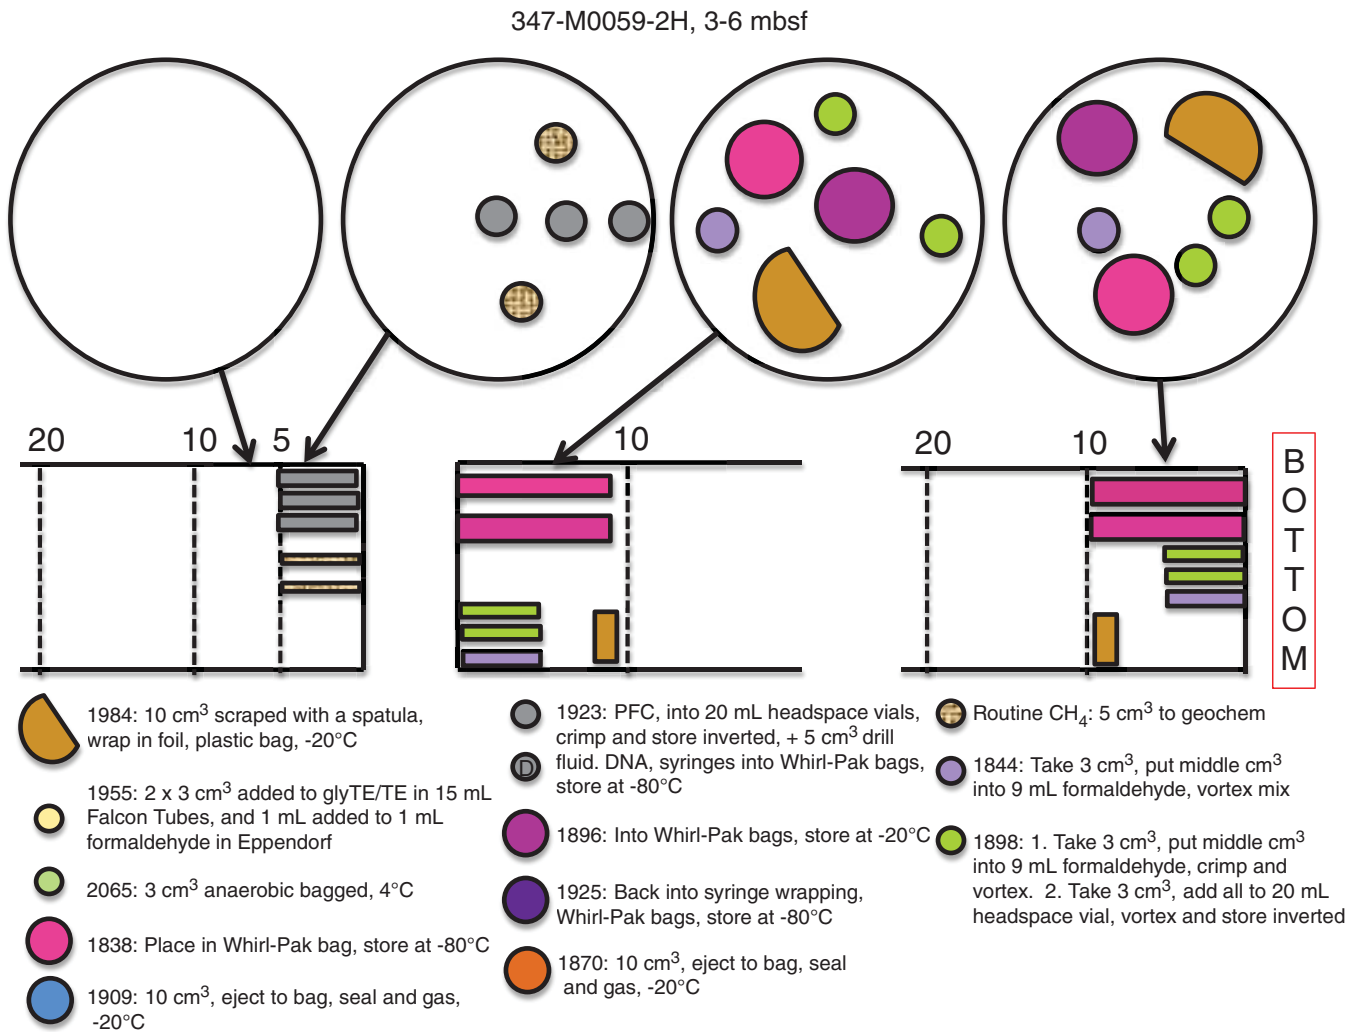 347-M0059-2H, 3-6 mbsf
20
10
5
10
20
10
B
O
T
T
O
M
1984: 10 cm³ scraped with a spatula,
wrap in foil, plastic bag, -20°C
1955: 2 x 3 cm³ added to glyTE/TE in 15 mL
Falcon Tubes, and 1 mL added to 1 mL
formaldehyde in Eppendorf
2065: 3 cm³ anaerobic bagged, 4°C
1838: Place in Whirl-Pak bag, store at -80°C
1909: 10 cm³, eject to bag, seal and gas,
-20°C
1923: PFC, into 20 mL headspace vials,
crimp and store inverted, + 5 cm³ drill
D
fluid. DNA, syringes into Whirl-Pak bags,
store at -80°C
1896: Into Whirl-Pak bags, store at -20°C
1925: Back into syringe wrapping,
Whirl-Pak bags, store at -80°C
1870: 10 cm³, eject to bag, seal
and gas, -20°C
Routine CH₄: 5 cm³ to geochem
1844: Take 3 cm³, put middle cm³
into 9 mL formaldehyde, vortex mix
1898: 1. Take 3 cm³, put middle cm³
into 9 mL formaldehyde, crimp and
vortex. 2. Take 3 cm³, add all to 20 mL
headspace vial, vortex and store inverted